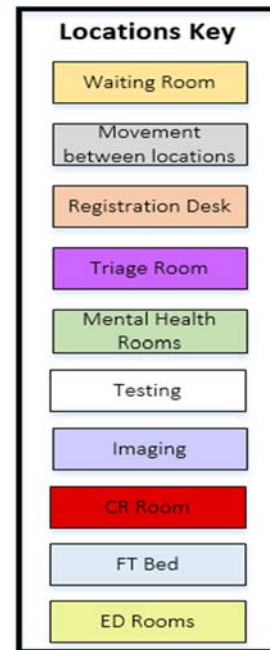 Locations Key
Waiting Room
Movement
between locations
Registration Desk
Triage Room
Mental Health
Rooms
Testing
Imaging
CR Room
FT Bed
ED Rooms